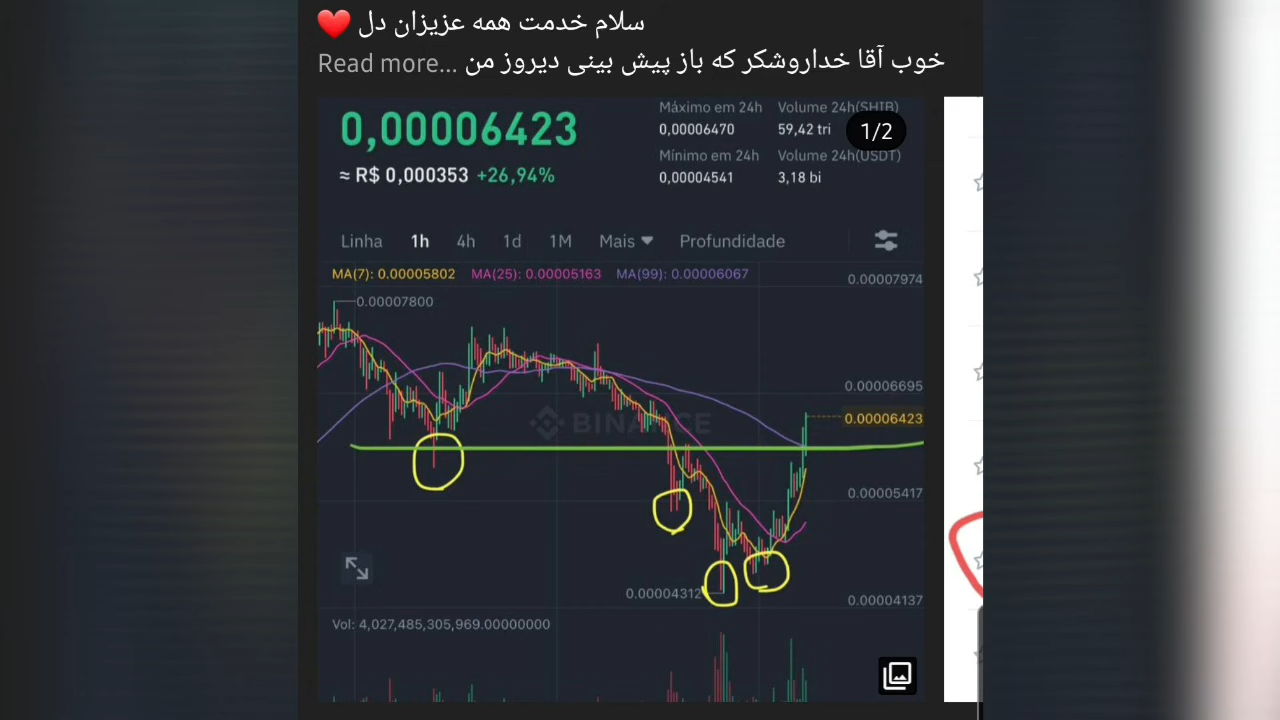 سلام خدمت همه عزیزان دل ❤️
خوب آقا خداروشکر که باز پیش بینی دیروز من ...Read more
0,00006423
≈ R$ 0,000353 +26,94%
Máximo em 24h
0,00006470
Mínimo em 24h
0,00004541
Volume 24h(SHIB)
59,42 tri
Volume 24h(USDT)
3,18 bi
1/2
Linha 1h 4h 1d 1M Mais Profundidade
MA(7): 0.00005802 MA(25): 0.00005163 MA(99): 0.00006067
0.00007974
0.00007800
0.00006695
0.00006423
BINANCE
0.00005417
0.00004312
0.00004137
Vol: 4,027,485,305,969.00000000